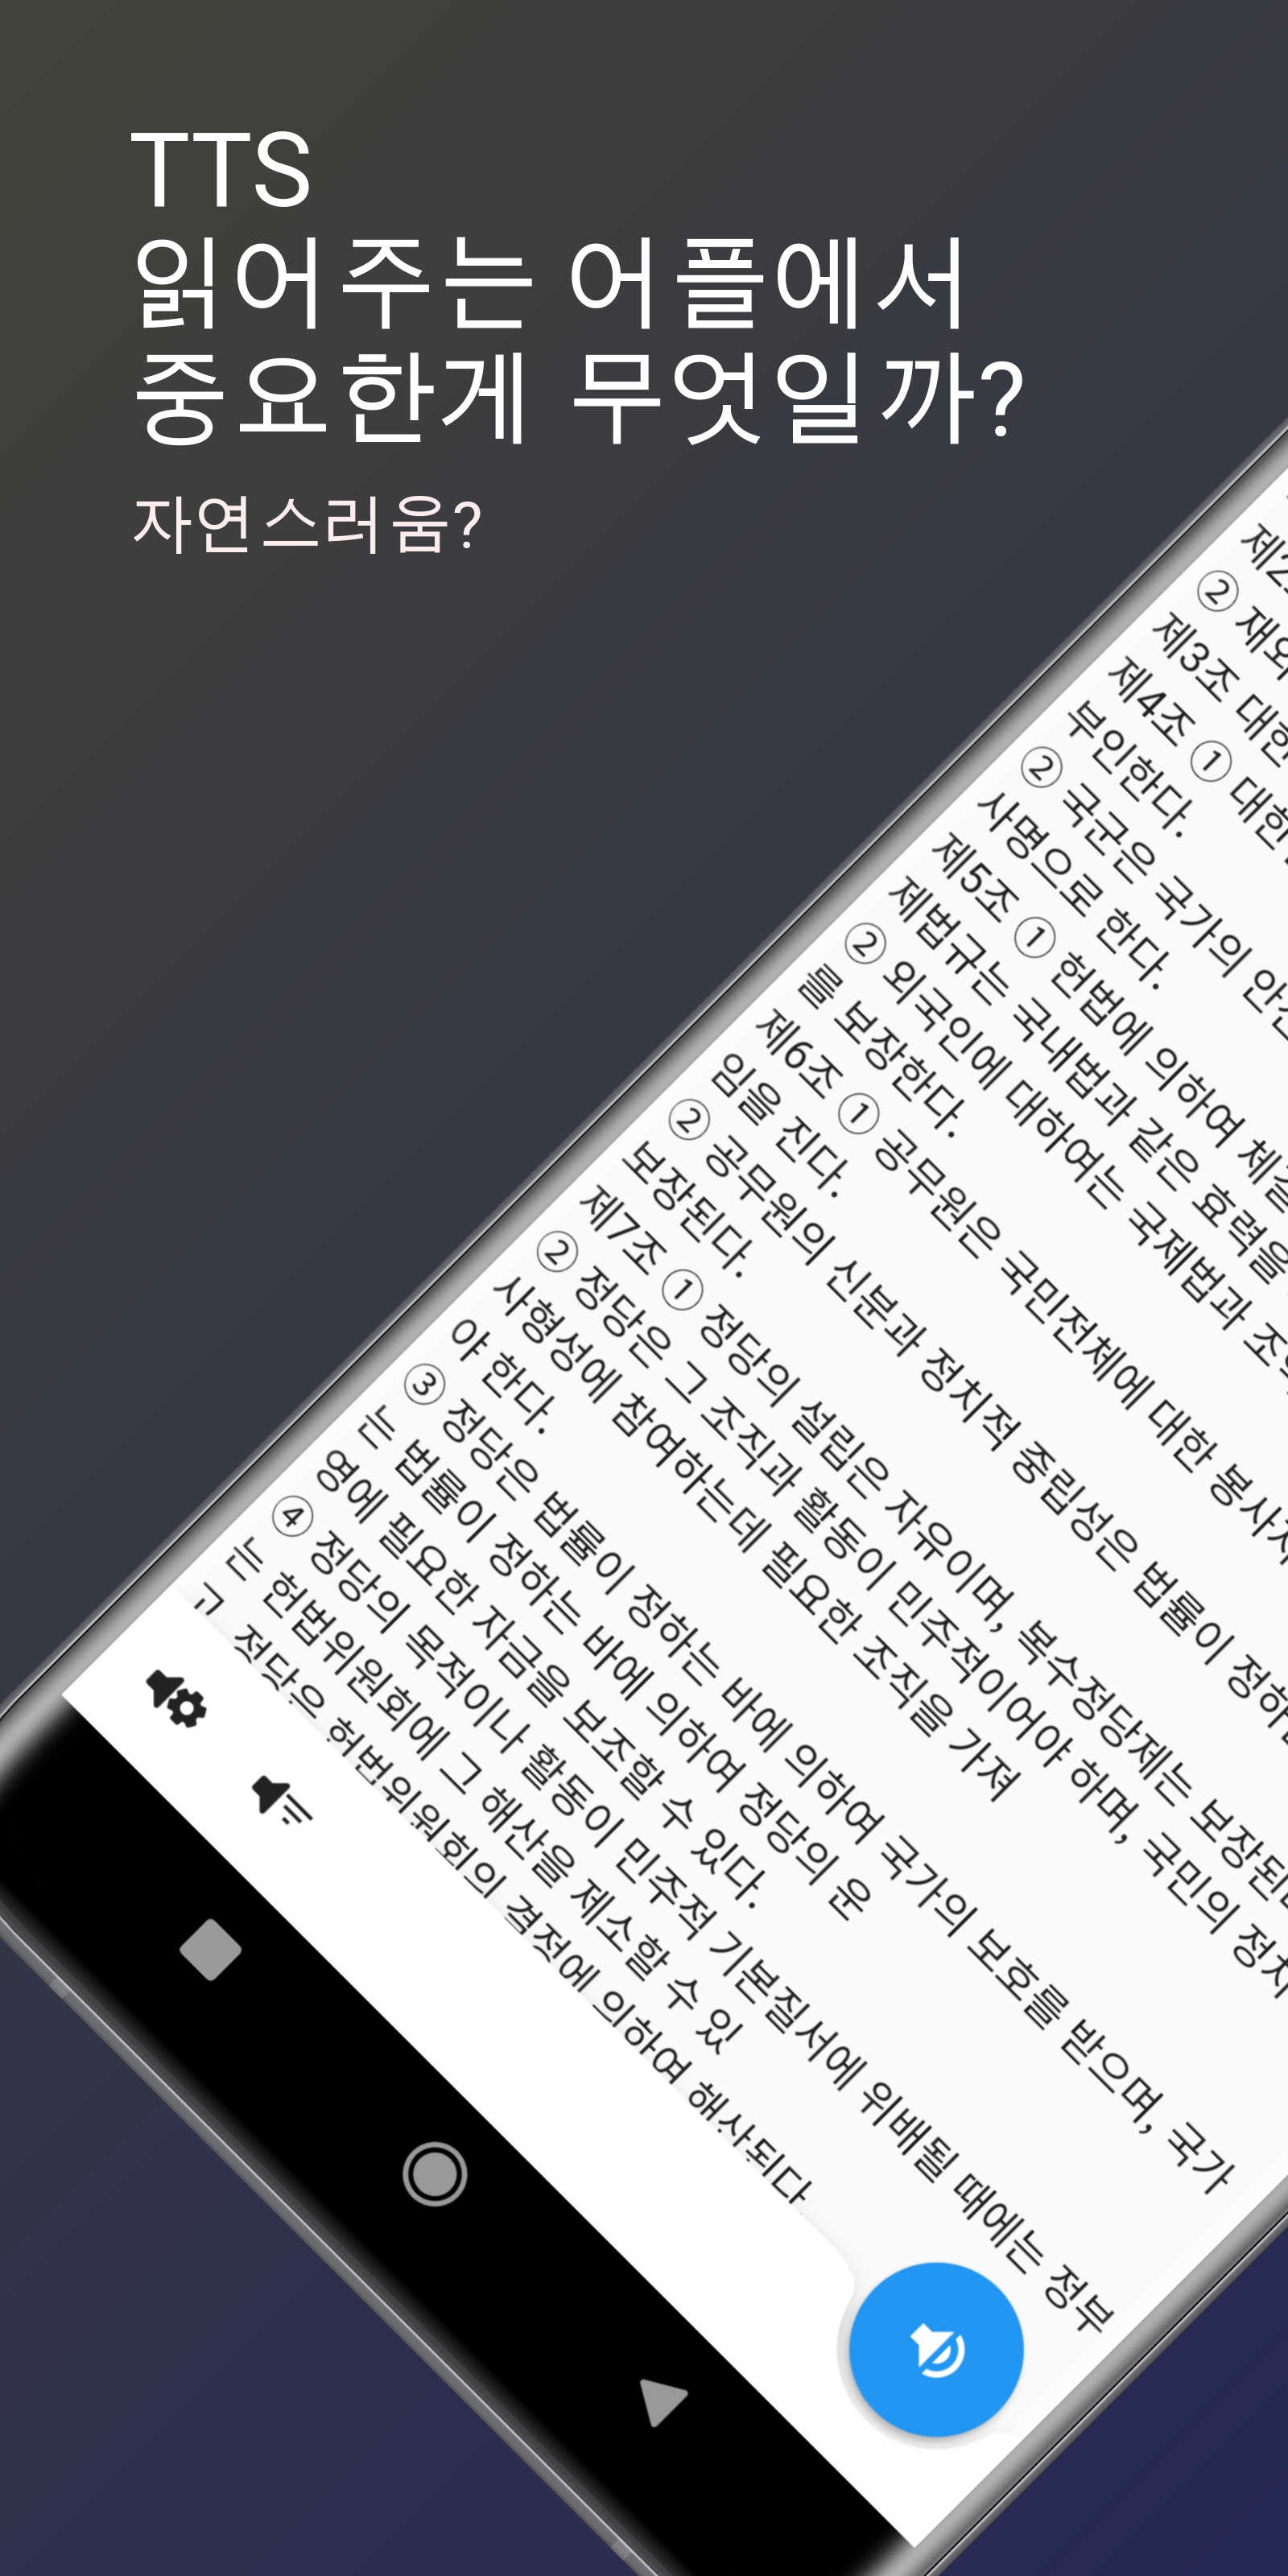 TTS
읽어주는 어플에서
중요한게 무엇일까?
자연스러움?
② 재외
제3조 대한
제4조 ① 대한
부인한다.
② 국군은 국가의 안전
사명으로 한다.
제5조 ① 헌법에 의하여 체결
제법규는 국내법과 같은 효력을
② 외국인에 대하여는 국제법과 조약
를 보장한다.
제6조 ① 공무원은 국민전체에 대한 봉사자
임을 진다.
② 공무원의 신분과 정치적 중립성은 법률이 정하는
보장된다.
제7조 ① 정당의 설립은 자유이며, 복수정당제는 보장된다
② 정당은 그 조직과 활동이 민주적이어야 하며, 국민의 정치
사형성에 참여하는데 필요한 조직을 가져
야 한다.
③ 정당은 법률이 정하는 바에 의하여 국가의 보호를 받으며, 국가
는 법률이 정하는 바에 의하여 정당의 운
영에 필요한 자금을 보조할 수 있다.
④ 정당의 목적이나 활동이 민주적 기본질서에 위배될 때에는 정부
는 헌법위원회에 그 해산을 제소할 수 있
고, 정당은 헌법위원회의 결정에 의하여 해산된다.